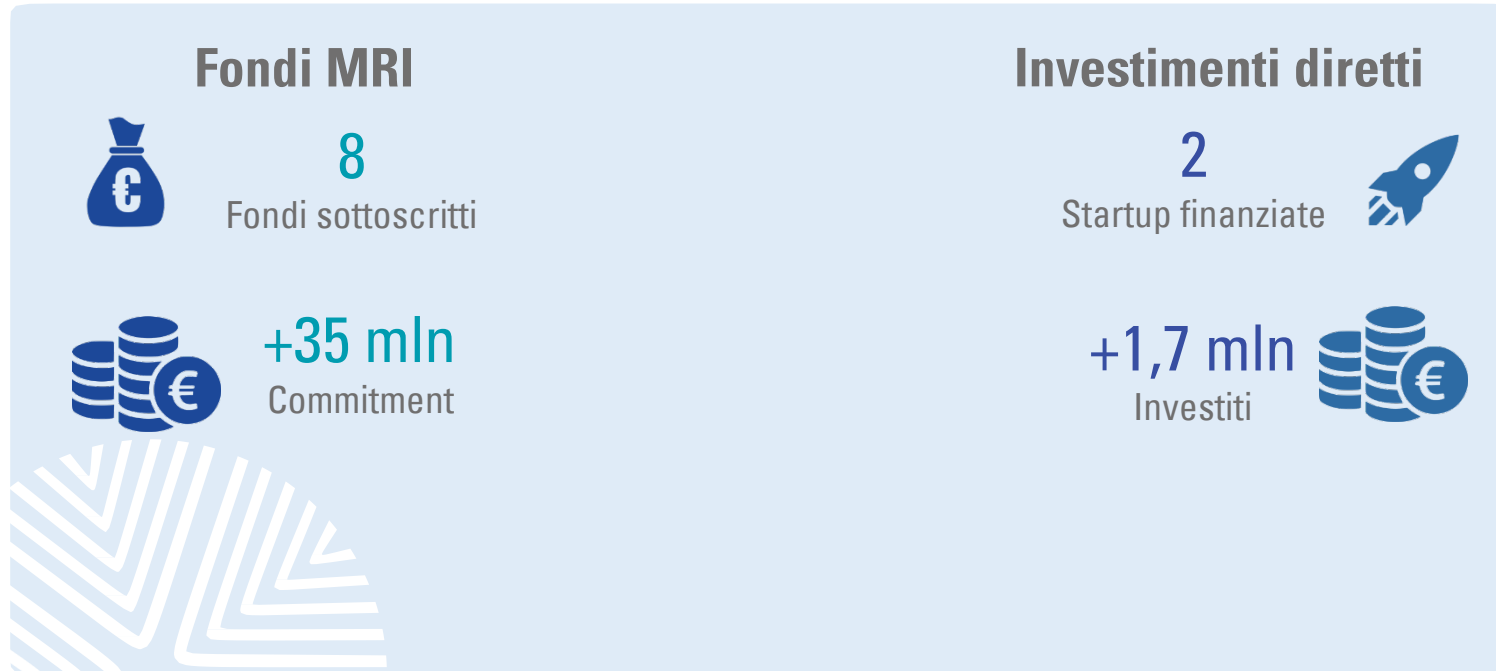 Fondi MRI
8
Fondi sottoscritti
€
+35 mln
Commitment
€
Investimenti diretti
2
Startup finanziate
+1,7 mln
Investiti
€